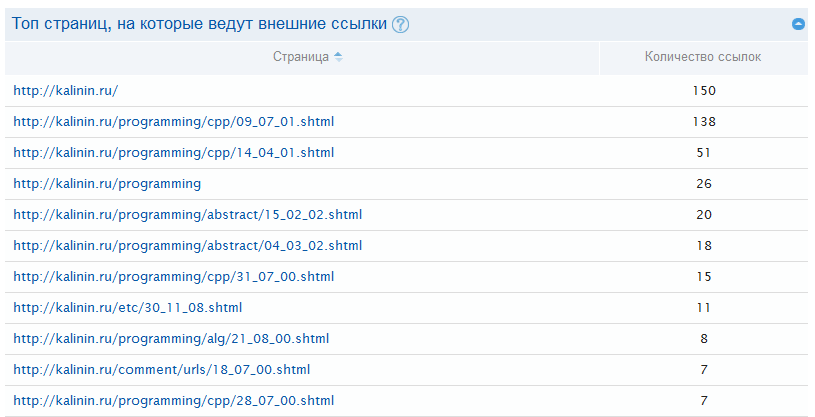 Топ страниц, на которые ведут внешние ссылки ?
Страница Количество ссылок
http://kalinin.ru/ 150
http://kalinin.ru/programming/cpp/09_07_01.shtml 138
http://kalinin.ru/programming/cpp/14_04_01.shtml 51
http://kalinin.ru/programming 26
http://kalinin.ru/programming/abstract/15_02_02.shtml 20
http://kalinin.ru/programming/abstract/04_03_02.shtml 18
http://kalinin.ru/programming/cpp/31_07_00.shtml 15
http://kalinin.ru/etc/30_11_08.shtml 11
http://kalinin.ru/programming/alg/21_08_00.shtml 8
http://kalinin.ru/comment/urls/18_07_00.shtml 7
http://kalinin.ru/programming/cpp/28_07_00.shtml 7